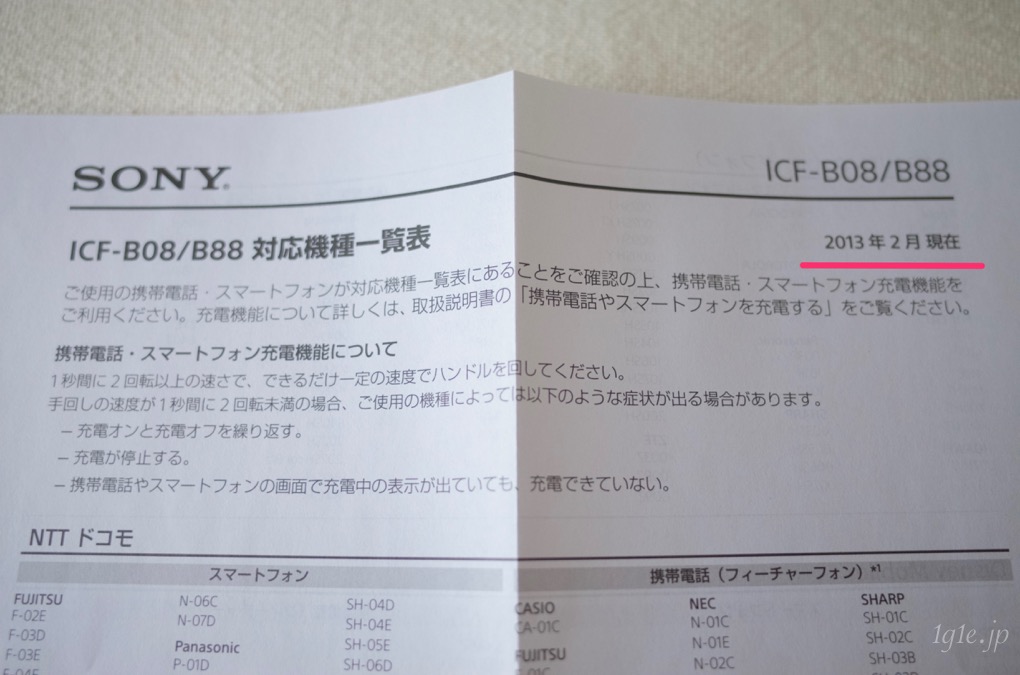 SONY
ICF-B08/B88
ICF-B08/B88 対応機種一覧表
2013 年 2 月 現在
ご使用の携帯電話・スマートフォンが対応機種一覧表にあることをご確認の上、携帯電話・スマートフォン充電機能を
ご利用ください。充電機能について詳しくは、取扱説明書の「携帯電話やスマートフォンを充電する」をご覧ください。
携帯電話・スマートフォン充電機能について
1 秒間に 2 回転以上の速さで、できるだけ一定の速度でハンドルを回してください。
手回しの速度が 1 秒間に 2 回転未満の場合、ご使用の機種によっては以下のような症状が出る場合があります。
– 充電オンと充電オフを繰り返す。
– 充電が停止する。
– 携帯電話やスマートフォンの画面で充電中の表示が出ていても、充電できていない。
NTT ドコモ
スマートフォン
FUJITSU
F-02E
F-03D
F-03E
F-04E
N-06C
N-07D
Panasonic
P-01D
SH-04D
SH-04E
SH-05E
SH-06D
携帯電話（フィーチャーフォン）*1
CASIO
CA-01C
FUJITSU
NEC
N-01C
N-01E
N-02C
SHARP
SH-01C
SH-02C
SH-03B
1g1e.jp